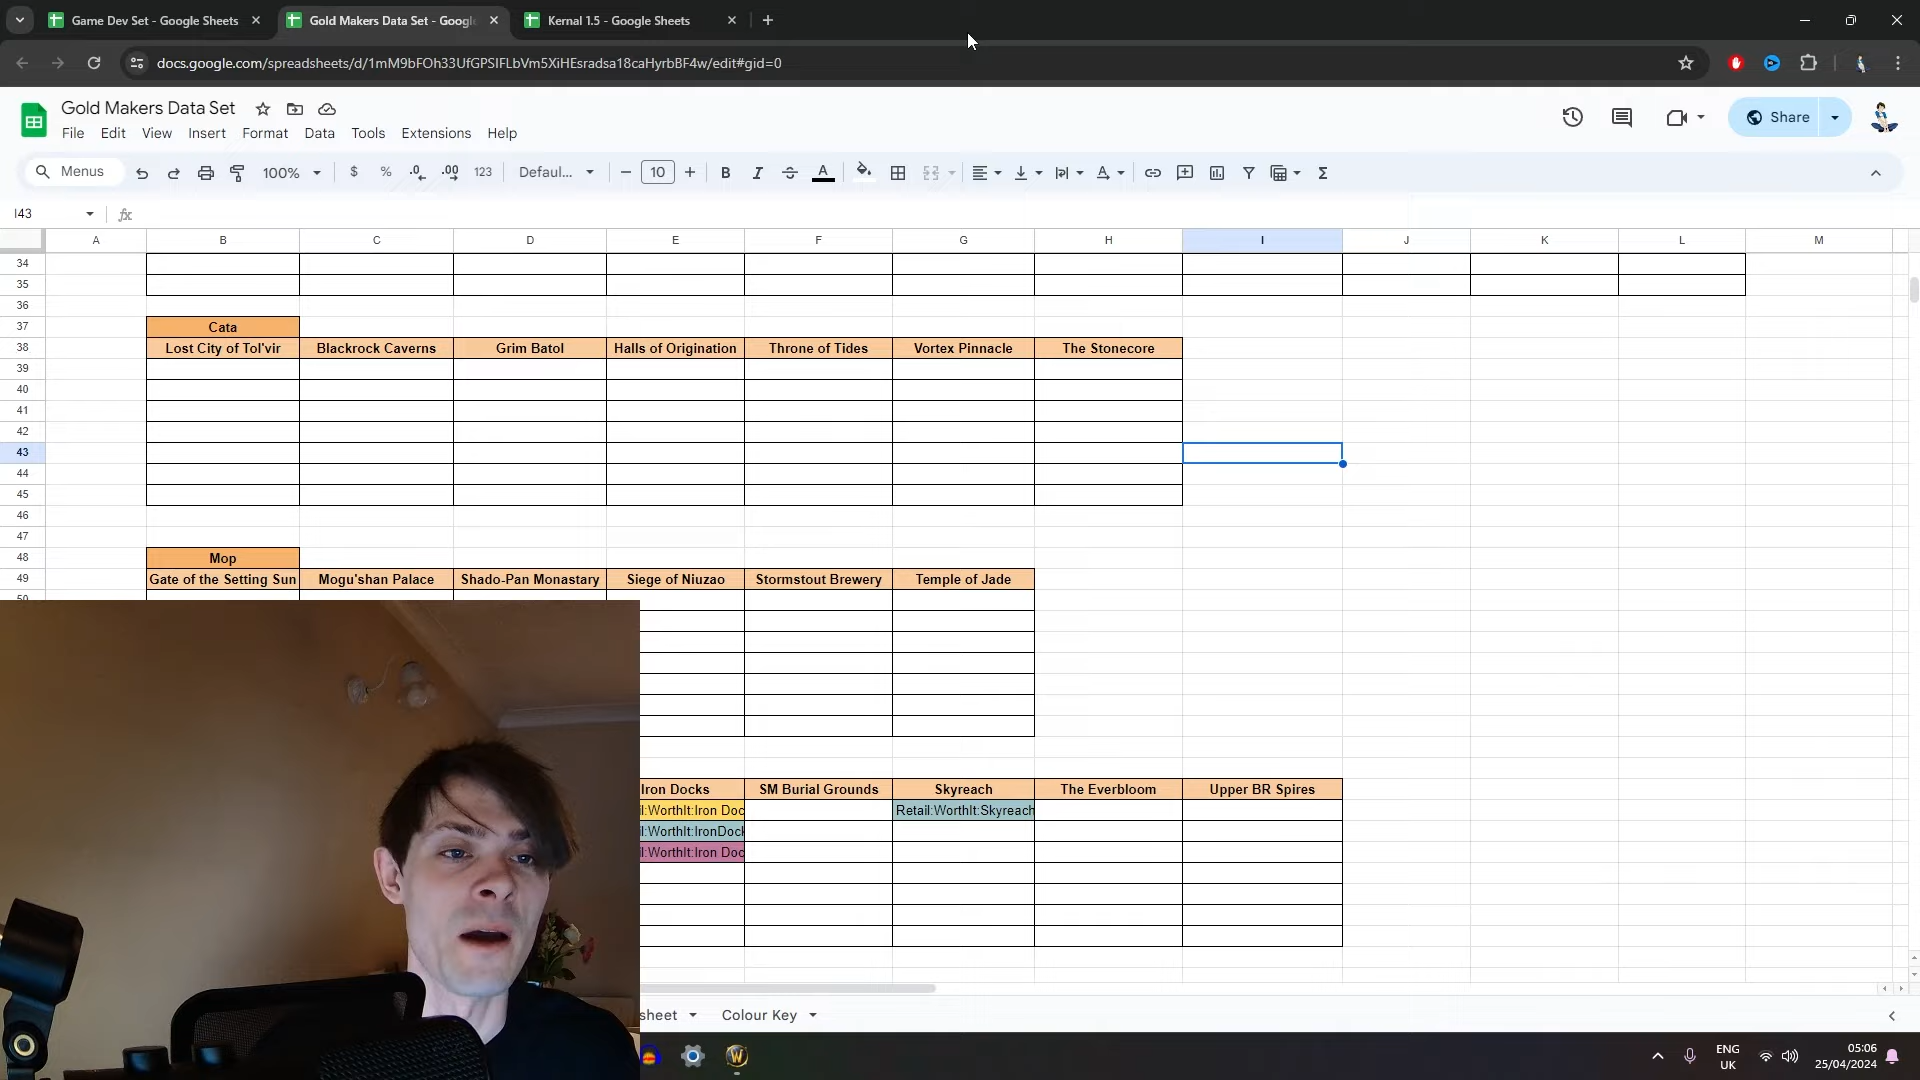 Game Dev Set - Google Sheets
Gold Makers Data Set - Google
Kernal 1.5 - Google Sheets
docs.google.com/spreadsheets/d/1mM9bFOh33UfGPSIFLbVm5XiHEsradsa18caHyrbBF4w/edit#gid=0
Gold Makers Data Set
File Edit View Insert Format Data Tools Extensions Help
Share
Menus 100% $ % .0 .00 123 Defaul... 10 B I A
I43 fx
A B C D E F G H I J K L M
34
35
36
37 Cata
38 Lost City of Tol'vir Blackrock Caverns Grim Batol Halls of Origination Throne of Tides Vortex Pinnacle The Stonecore
39
40
41
42
43
44
45
46
47
48 Mop
49 Gate of the Setting Sun Mogu'shan Palace Shado-Pan Monastary Siege of Niuzao Stormstout Brewery Temple of Jade
Iron Docks SM Burial Grounds Skyreach The Everbloom Upper BR Spires
l:WorthIt:Iron Doc Retail:WorthIt:Skyreach
l:WorthIt:IronDock
l:WorthIt:Iron Doc
sheet Colour Key
ENG
UK
05:06
25/04/2024